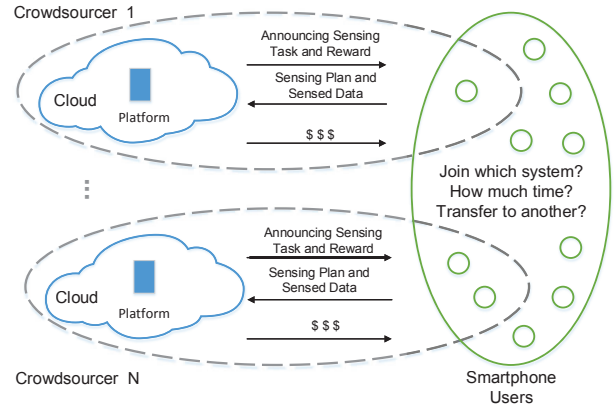 Crowdsourcer 1
Announcing Sensing
Task and Reward
Sensing Plan and
Sensed Data
Cloud
Platform
$ $ $
Join which system?
How much time?
Transfer to another?
...
Announcing Sensing
Task and Reward
Sensing Plan and
Sensed Data
Cloud
Platform
$ $ $
Crowdsourcer N
Smartphone
Users